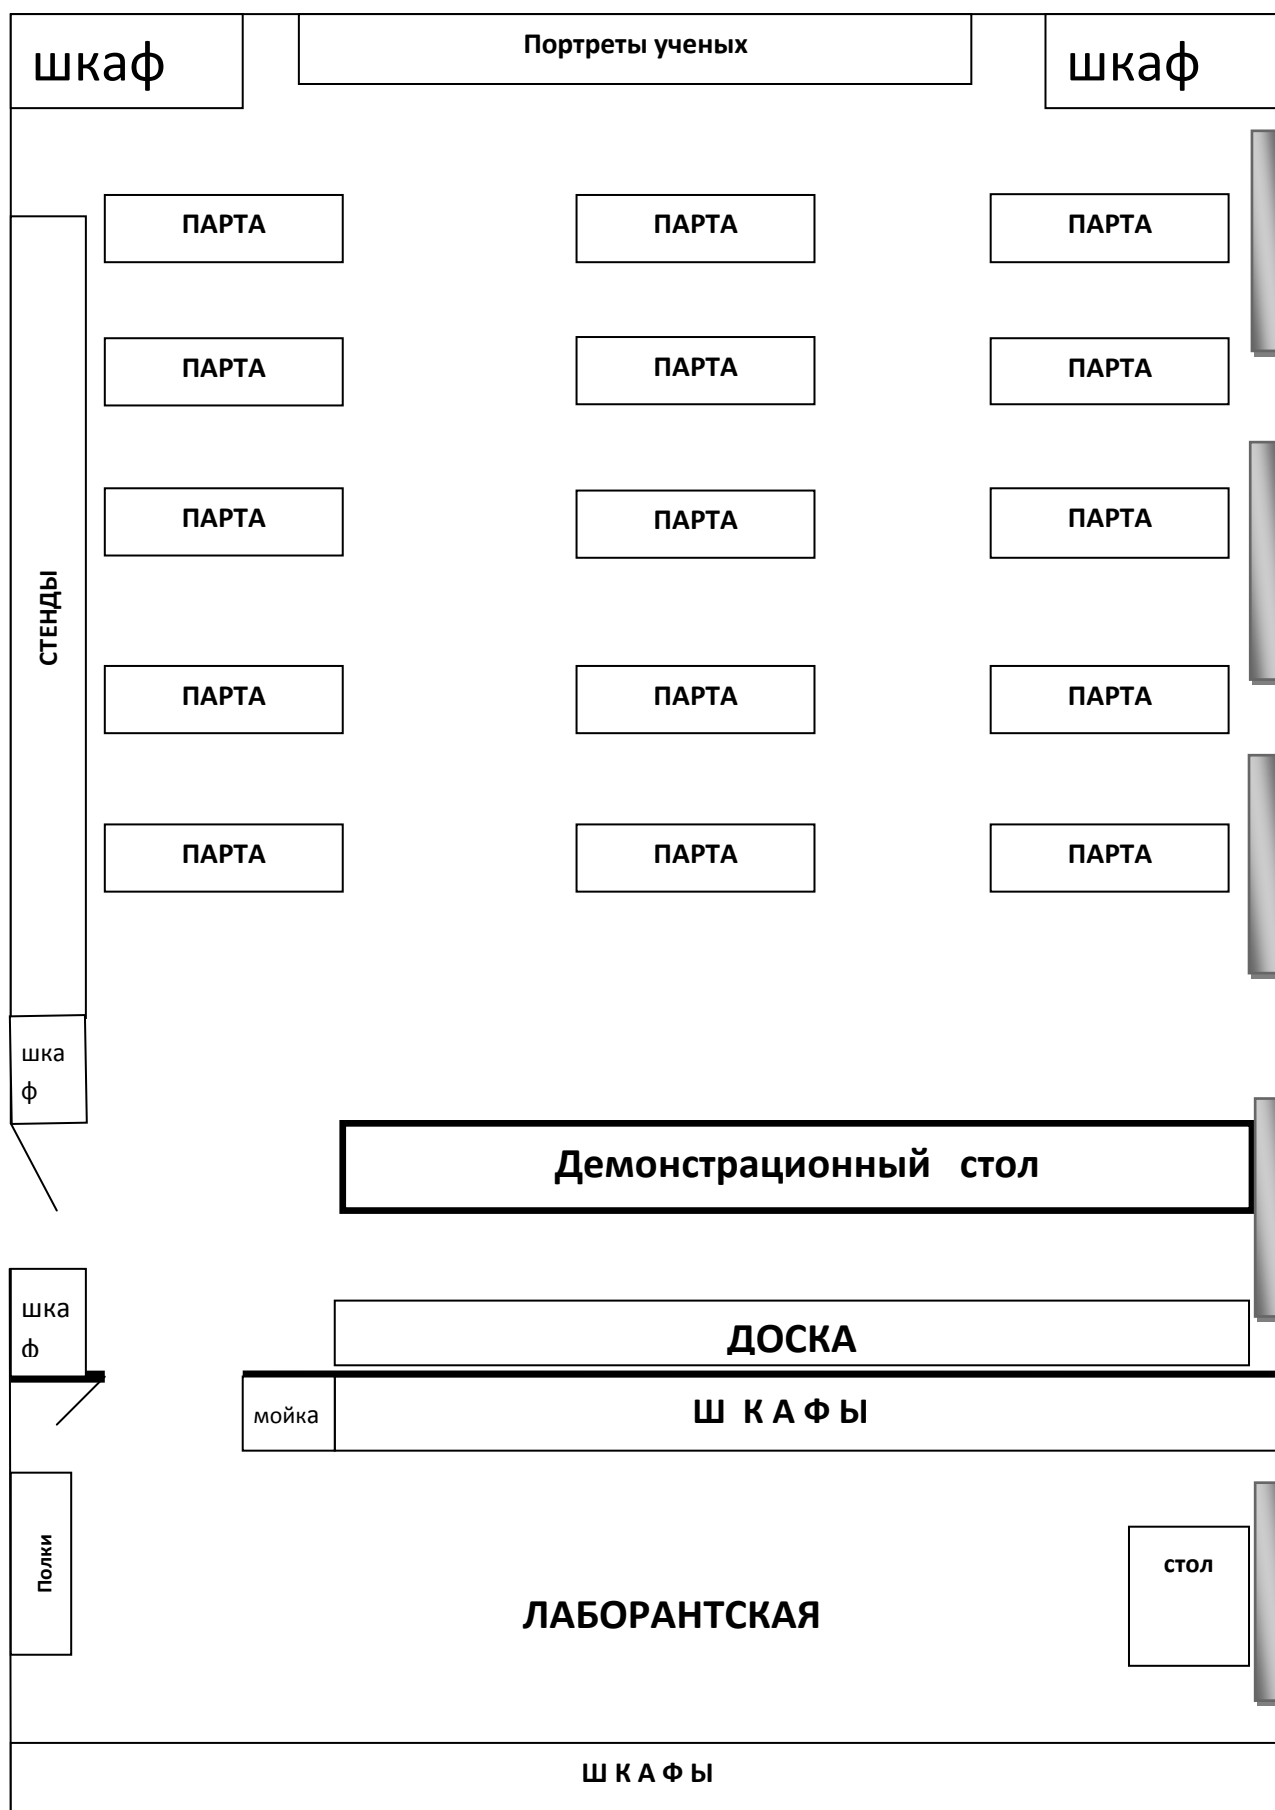 шкаф
Портреты ученых
шкаф
ПАРТА
ПАРТА
ПАРТА
ПАРТА
ПАРТА
ПАРТА
ПАРТА
ПАРТА
ПАРТА
СТЕНДЫ
ПАРТА
ПАРТА
ПАРТА
ПАРТА
ПАРТА
ПАРТА
шка
ф
Демонстрационный стол
шка
ф
ДОСКА
мойка
Ш К А Ф Ы
Полки
стол
ЛАБОРАНТСКАЯ
Ш К А Ф Ы